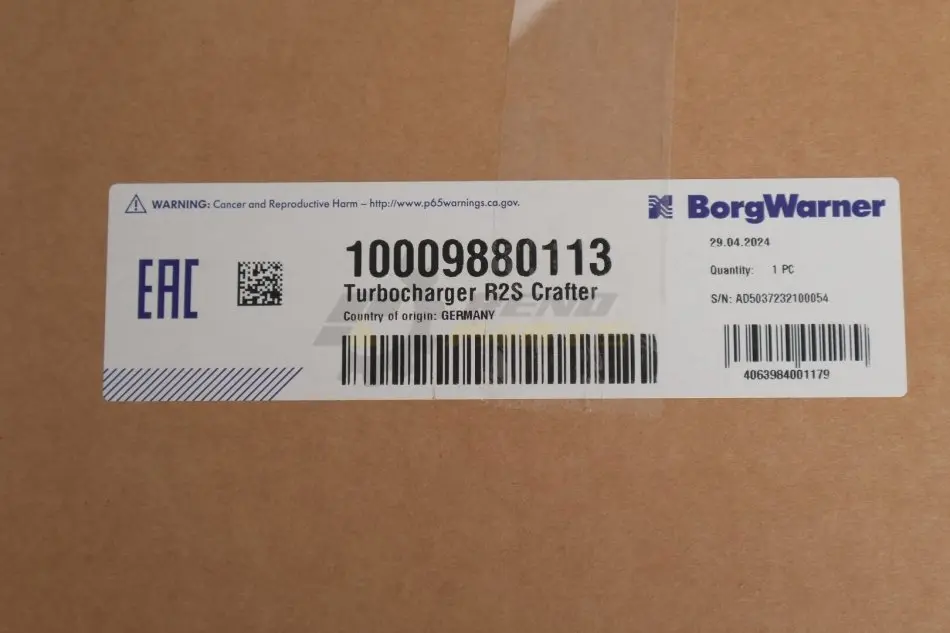 WARNING: Cancer and Reproductive Harm – http://www.p65warnings.ca.gov.
BorgWarner
EAC
10009880113
Turbocharger R2S Crafter
Country of origin: GERMANY
29.04.2024
Quantity: 1 PC
S/N: AD5037232100054
4063984001179